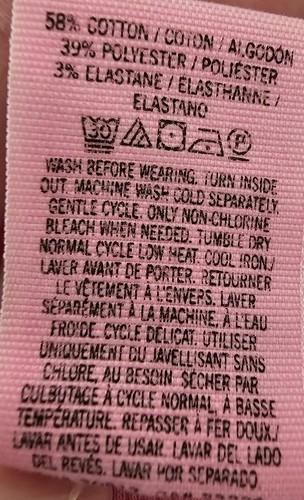 58% COTTON / COTON / ALGODÓN
39% POLYESTER / POLIÉSTER
3% ELASTANE / ÉLASTHANNE /
ELASTANO
30 P
WASH BEFORE WEARING. TURN INSIDE
OUT. MACHINE WASH COLD SEPARATELY,
GENTLE CYCLE. ONLY NON-CHLORINE
BLEACH WHEN NEEDED. TUMBLE DRY
NORMAL CYCLE LOW HEAT. COOL IRON./
LAVER AVANT DE PORTER. RETOURNER
LE VÊTEMENT À L'ENVERS. LAVER
SÉPARÉMENT À LA MACHINE, À L'EAU
FROIDE, CYCLE DÉLICAT. UTILISER
UNIQUEMENT DU JAVELLISANT SANS
CHLORE, AU BESOIN. SÉCHER PAR
CULBUTAGE À CYCLE NORMAL, À BASSE
TEMPÉRATURE. REPASSER À FER DOUX./
LAVAR ANTES DE USAR. LAVAR DEL LADO
DEL REVÉS. LAVAR POR SEPARADO